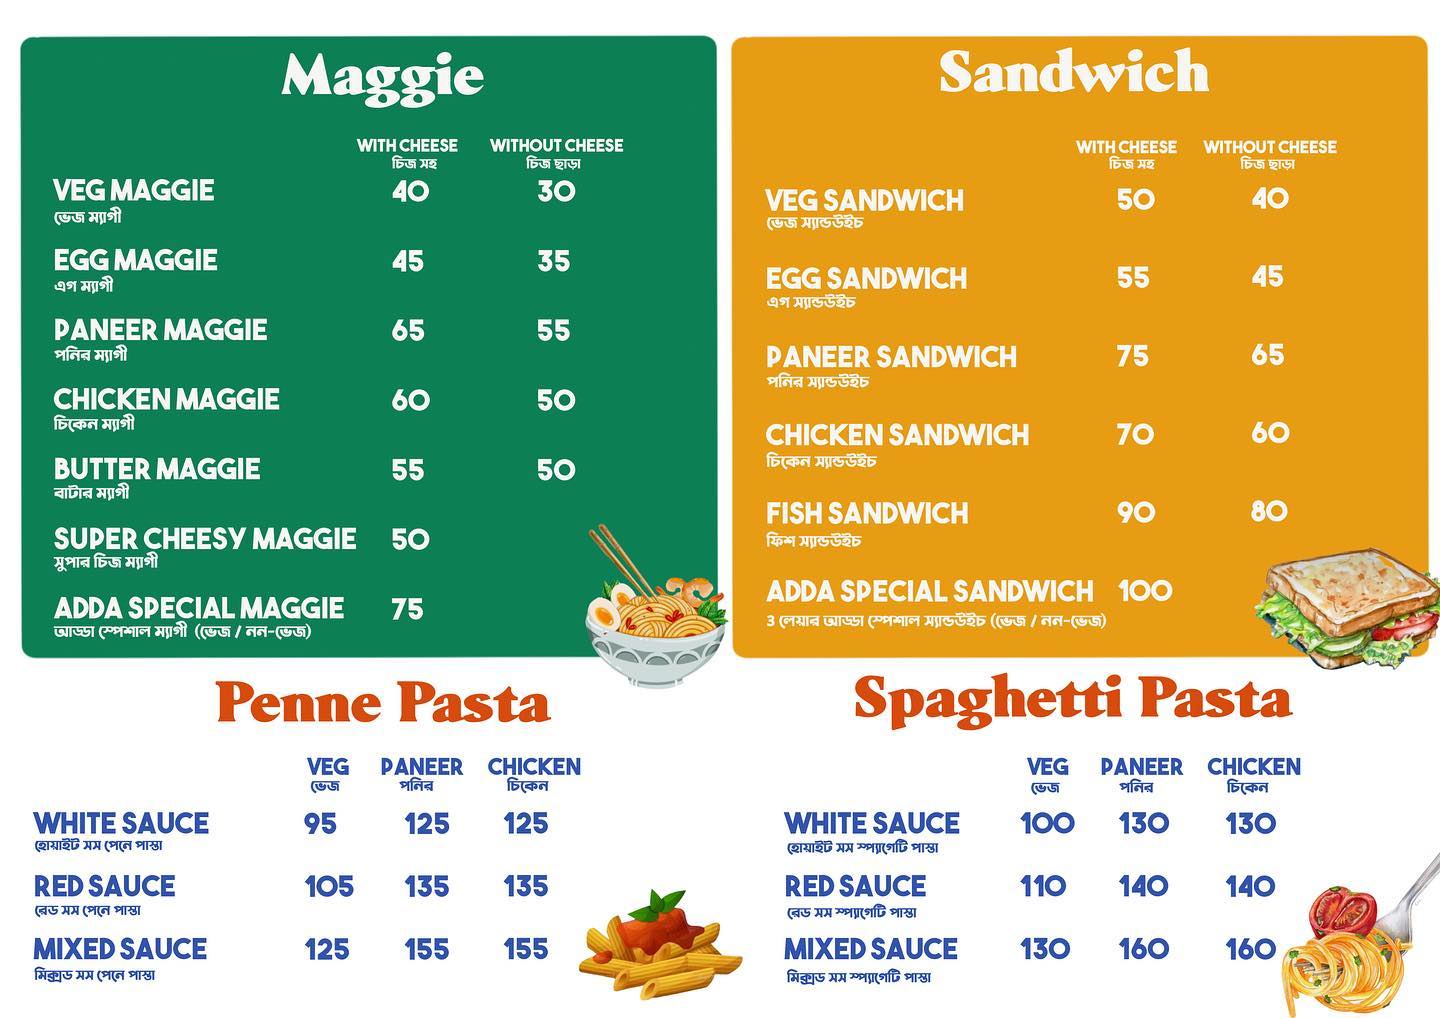 Maggie
WITH CHEESE WITHOUT CHEESE
চিজ সহ চিজ ছাড়া
VEG MAGGIE 40 30
ভেজ ম্যাগী
EGG MAGGIE 45 35
এগ ম্যাগী
PANEER MAGGIE 65 55
পনির ম্যাগী
CHICKEN MAGGIE 60 50
চিকেন ম্যাগী
BUTTER MAGGIE 55 50
বাটার ম্যাগী
SUPER CHEESY MAGGIE 50
সুপার চিজ ম্যাগী
ADDA SPECIAL MAGGIE 75
আড্ডা স্পেশাল ম্যাগী ((ভেজ / নন-ভেজ)
Sandwich
WITH CHEESE WITHOUT CHEESE
চিজ সহ চিজ ছাড়া
VEG SANDWICH 50 40
ভেজ স্যান্ডউইচ
EGG SANDWICH 55 45
এগ স্যান্ডউইচ
PANEER SANDWICH 75 65
পনির স্যান্ডউইচ
CHICKEN SANDWICH 70 60
চিকেন স্যান্ডউইচ
FISH SANDWICH 90 80
ফিশ স্যান্ডউইচ
ADDA SPECIAL SANDWICH 100
3 লেয়ার আড্ডা স্পেশাল স্যান্ডউইচ ((ভেজ / নন-ভেজ)
Penne Pasta
VEG PANEER CHICKEN
ভেজ পনির চিকেন
WHITE SAUCE 95 125 125
হোয়াইট সস পেনে পাস্তা
RED SAUCE 105 135 135
রেড সস পেনে পাস্তা
MIXED SAUCE 125 155 155
মিক্সড সস পেনে পাস্তা
Spaghetti Pasta
VEG PANEER CHICKEN
ভেজ পনির চিকেন
WHITE SAUCE 100 130 130
হোয়াইট সস স্প্যাগেটি পাস্তা
RED SAUCE 110 140 140
রেড সস স্প্যাগেটি পাস্তা
MIXED SAUCE 130 160 160
মিক্সড সস স্প্যাগেটি পাস্তা